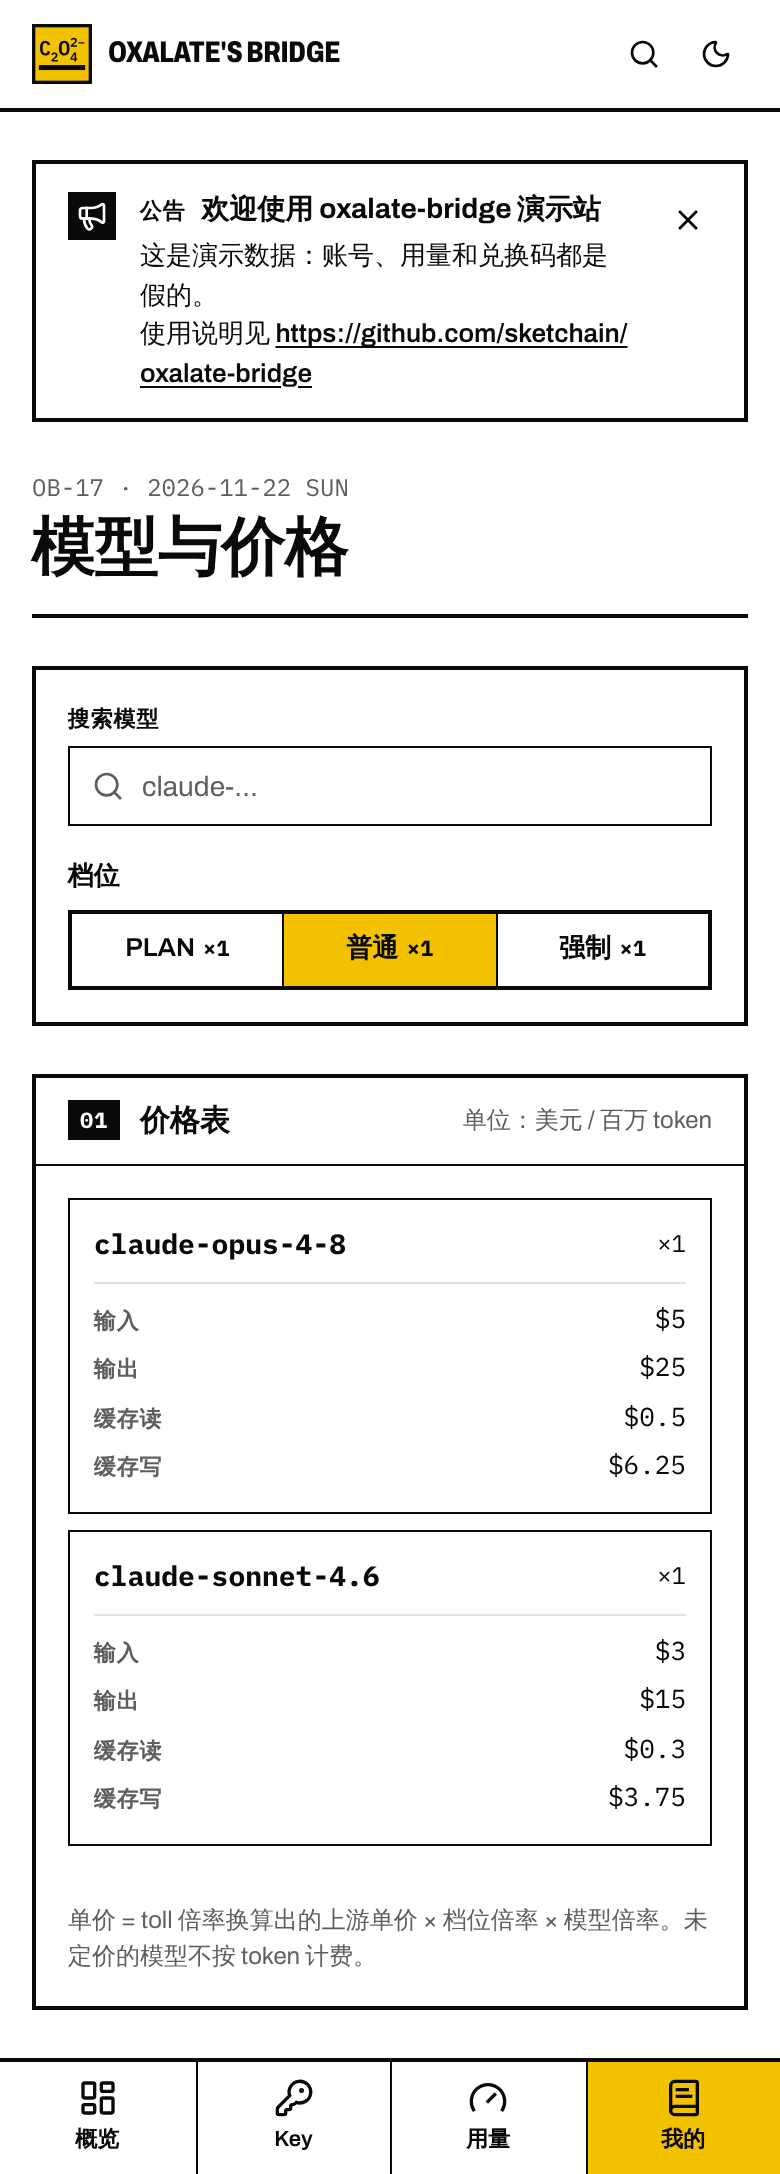 C₂O₄²⁻ OXALATE'S BRIDGE
公告 欢迎使用 oxalate-bridge 演示站
这是演示数据：账号、用量和兑换码都是
假的。
使用说明见 https://github.com/sketchain/
oxalate-bridge
OB-17 · 2026-11-22 SUN
模型与价格
搜索模型
claude-...
档位
PLAN ×1 普通 ×1 强制 ×1
01 价格表 单位：美元 / 百万 token
claude-opus-4-8 ×1
输入 $5
输出 $25
缓存读 $0.5
缓存写 $6.25
claude-sonnet-4.6 ×1
输入 $3
输出 $15
缓存读 $0.3
缓存写 $3.75
单价 = toll 倍率换算出的上游单价 × 档位倍率 × 模型倍率。未
定价的模型不按 token 计费。
概览 Key 用量 我的